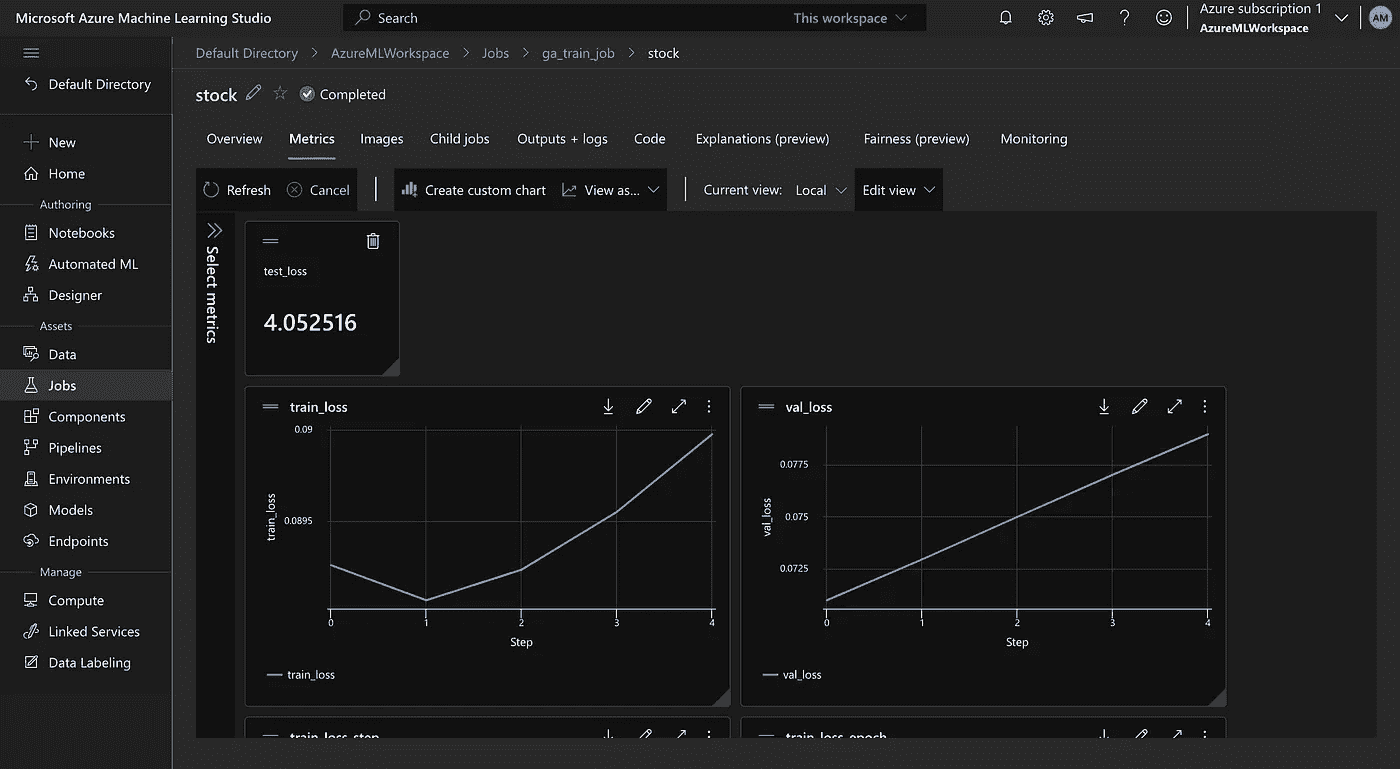 Microsoft Azure Machine Learning Studio
Search
This workspace
Azure subscription 1
AzureMLWorkspace
AM
Default Directory
New
Home
Authoring
Notebooks
Automated ML
Designer
Assets
Data
Jobs
Components
Pipelines
Environments
Models
Endpoints
Manage
Compute
Linked Services
Data Labeling
Default Directory > AzureMLWorkspace > Jobs > ga_train_job > stock
stock Completed
Overview Metrics Images Child jobs Outputs + logs Code Explanations (preview) Fairness (preview) Monitoring
Refresh Cancel Create custom chart View as... Current view: Local Edit view
Select metrics
test_loss
4.052516
train_loss
0.09
0.0895
train_loss
0 1 2 3 4
Step
train_loss
val_loss
0.0775
0.075
0.0725
val_loss
0 1 2 3 4
Step
val_loss
train_loss_step
train_loss_epoch